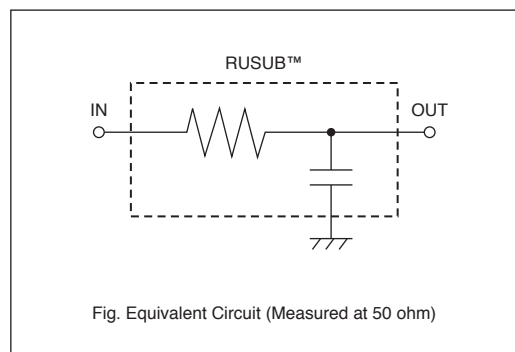 RUSUB™
IN
OUT
Fig. Equivalent Circuit (Measured at 50 ohm)